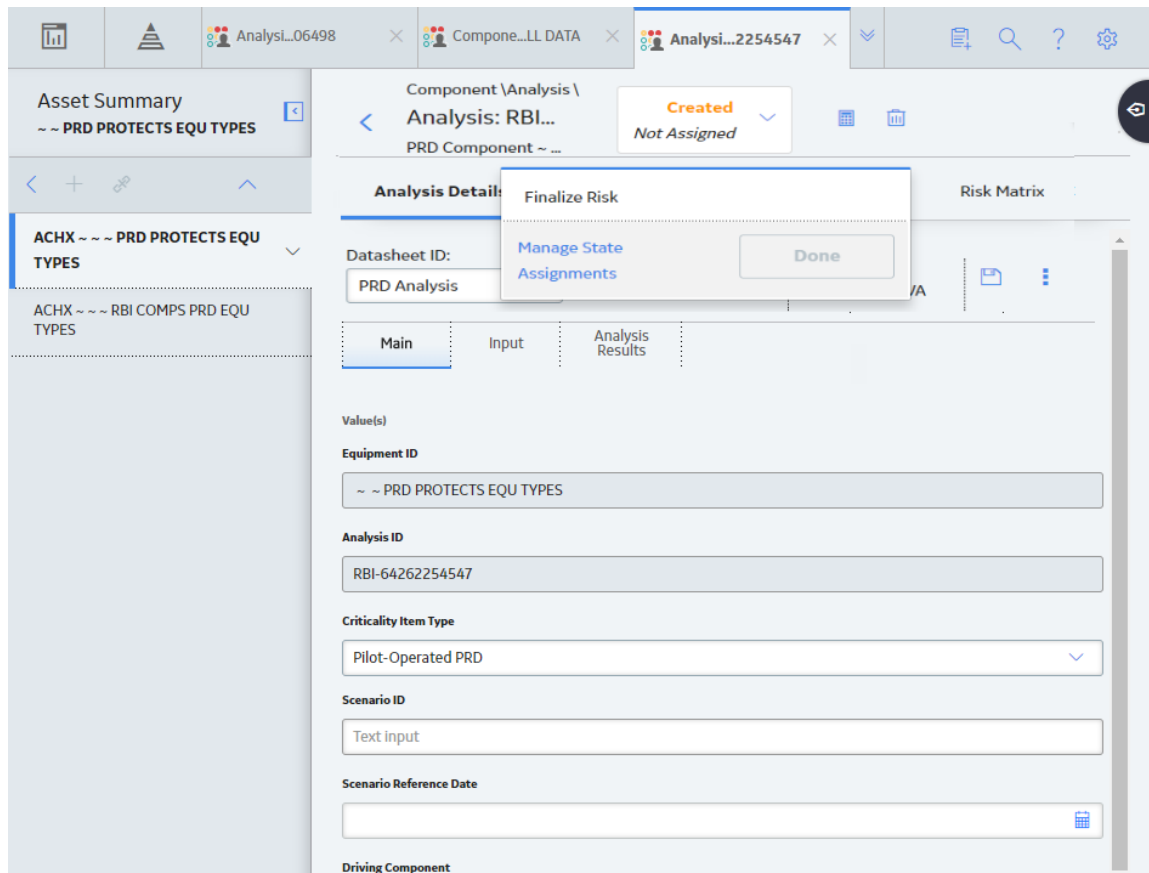 Analysi...06498
Compone...LL DATA
Analysi...2254547
Asset Summary
~ ~ PRD PROTECTS EQU TYPES
Component \Analysis \
Analysis: RBI...
PRD Component ~ ...
Created
Not Assigned
ACHX ~ ~ ~ PRD PROTECTS EQU
TYPES
ACHX ~ ~ ~ RBI COMPS PRD EQU
TYPES
Analysis Details
Finalize Risk
Risk Matrix
Manage State
Assignments
Done
Datasheet ID:
PRD Analysis
VA
Main
Input
Analysis
Results
Value(s)
Equipment ID
~ ~ PRD PROTECTS EQU TYPES
Analysis ID
RBI-64262254547
Criticality Item Type
Pilot-Operated PRD
Scenario ID
Text input
Scenario Reference Date
Driving Component